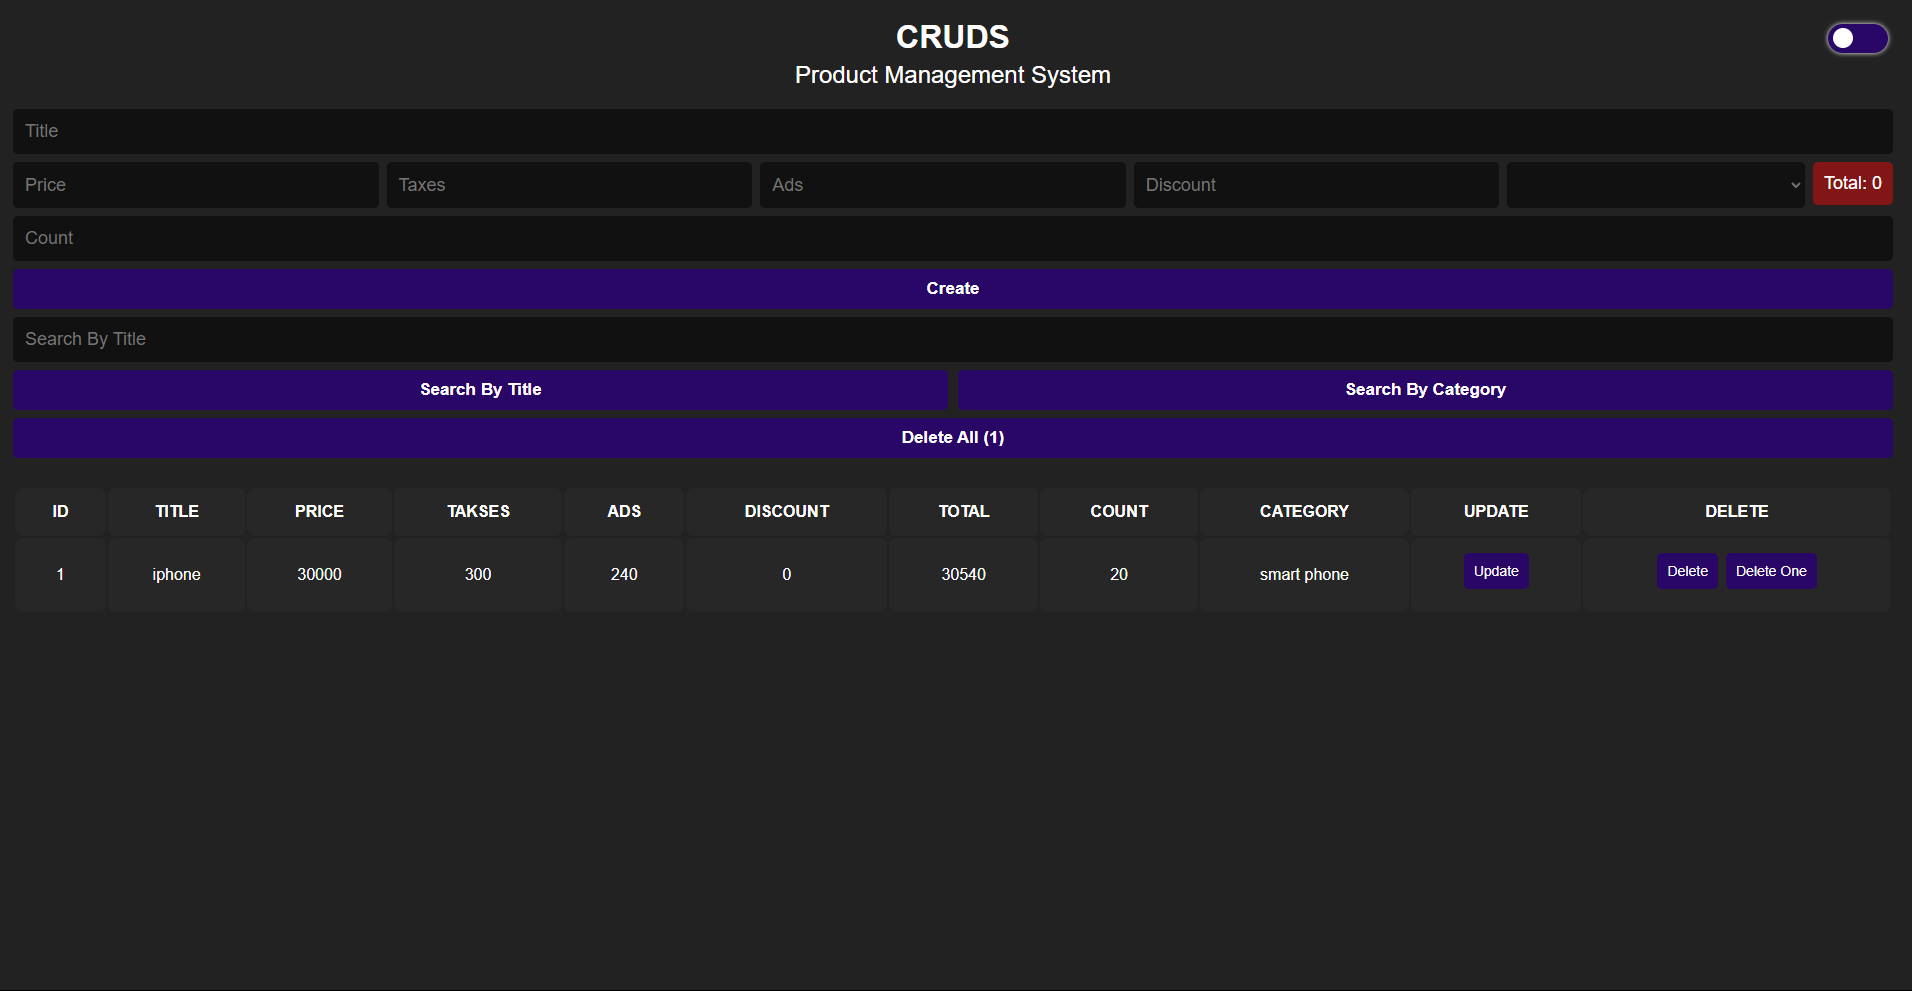 CRUDS
Product Management System
Title
Price Taxes Ads Discount Total: 0
Count
Create
Search By Title
Search By Title Search By Category
Delete All (1)
ID TITLE PRICE TAKSES ADS DISCOUNT TOTAL COUNT CATEGORY UPDATE DELETE
1 iphone 30000 300 240 0 30540 20 smart phone Update Delete Delete One